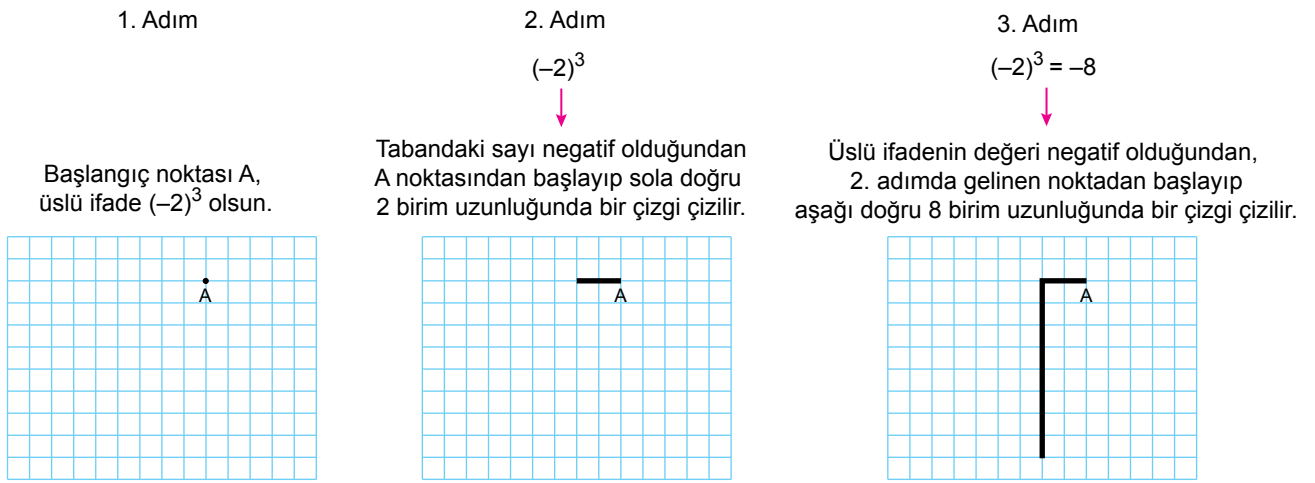 1. Adım
Başlangıç noktası A,
üslü ifade (–2)³ olsun.
A
2. Adım
(–2)³
Tabandaki sayı negatif olduğundan
A noktasından başlayıp sola doğru
2 birim uzunluğunda bir çizgi çizilir.
A
3. Adım
(–2)³ = –8
Üslü ifadenin değeri negatif olduğundan,
2. adımda gelinen noktadan başlayıp
aşağı doğru 8 birim uzunluğunda bir çizgi çizilir.
A